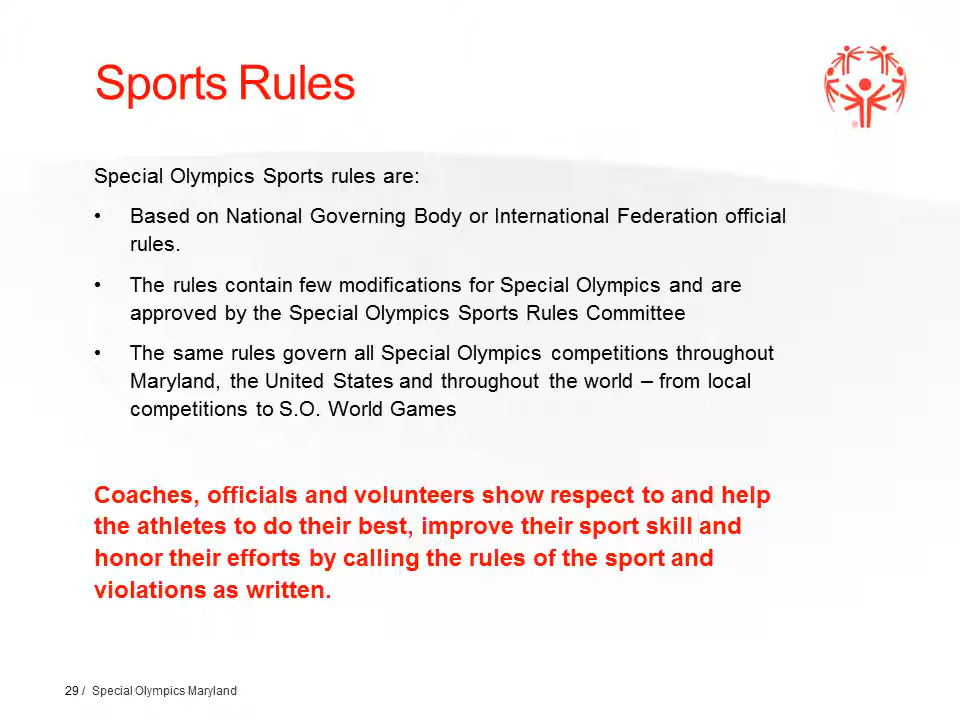 Sports Rules
Special Olympics Sports rules are:
• Based on National Governing Body or International Federation official
rules.
• The rules contain few modifications for Special Olympics and are
approved by the Special Olympics Sports Rules Committee
• The same rules govern all Special Olympics competitions throughout
Maryland, the United States and throughout the world – from local
competitions to S.O. World Games
Coaches, officials and volunteers show respect to and help
the athletes to do their best, improve their sport skill and
honor their efforts by calling the rules of the sport and
violations as written.
29 / Special Olympics Maryland